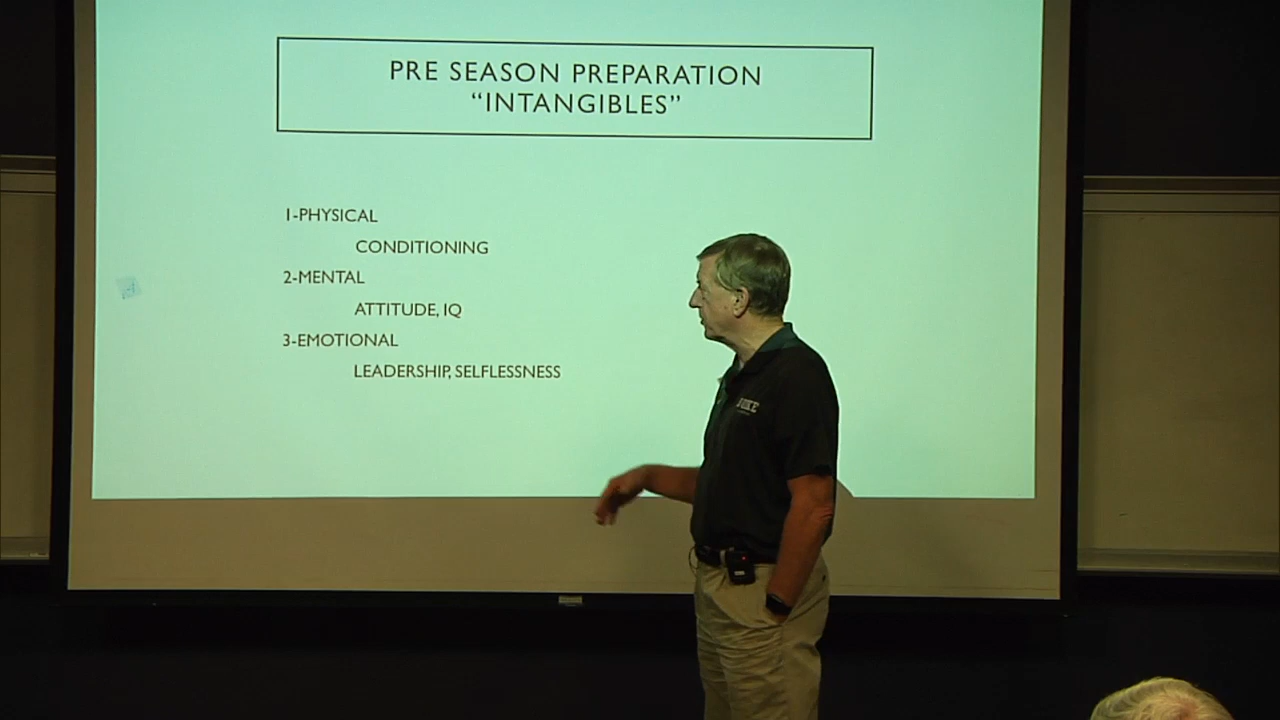 PRE SEASON PREPARATION
“INTANGIBLES”
1-PHYSICAL
CONDITIONING
2-MENTAL
ATTITUDE, IQ
3-EMOTIONAL
LEADERSHIP, SELFLESSNESS